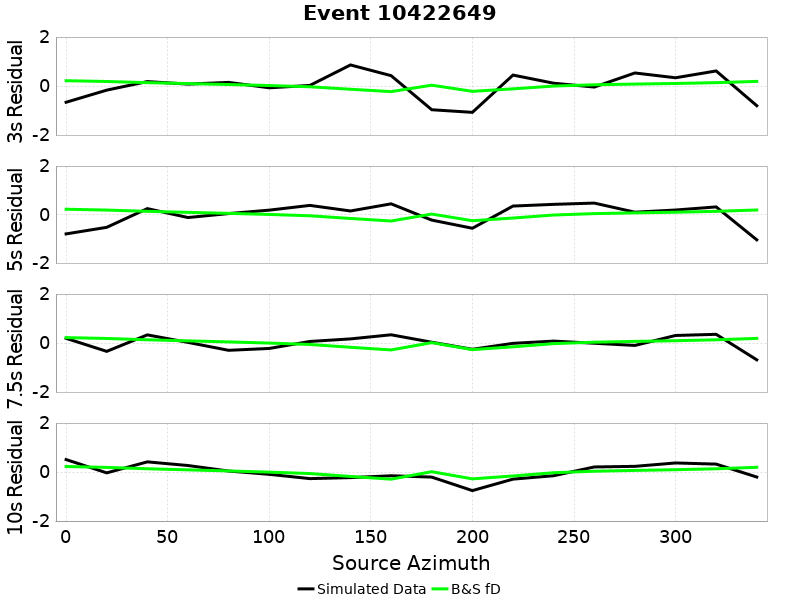 Event 10422649
3s Residual
2
0
-2
5s Residual
2
0
-2
7.5s Residual
2
0
-2
10s Residual
2
0
-2
0 50 100 150 200 250 300
Source Azimuth
Simulated Data B&S fD